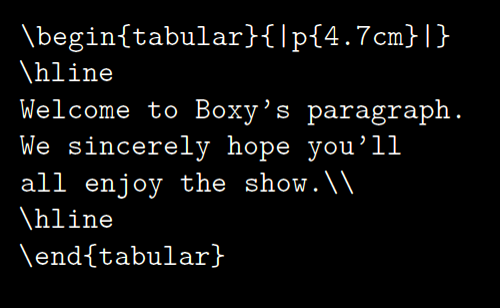 \begin{tabular}{|p{4.7cm}|}
\hline
Welcome to Boxy’s paragraph.
We sincerely hope you’ll
all enjoy the show.\\
\hline
\end{tabular}